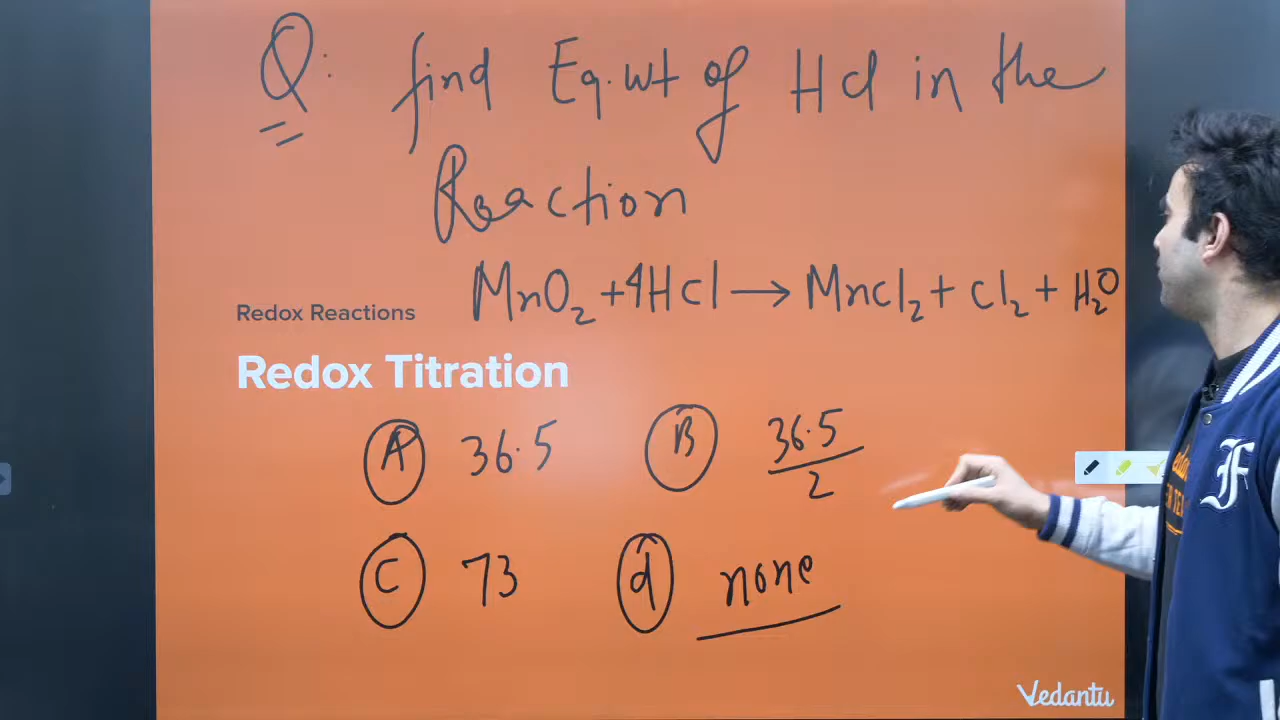 Q: find Eq.wt of HCl in the
Reaction
MnO₂ + 4HCl → MnCl₂ + Cl₂ + H₂O
Redox Reactions
Redox Titration
A 36.5 B 36.5/2
C 73 d none
F
Vedantu